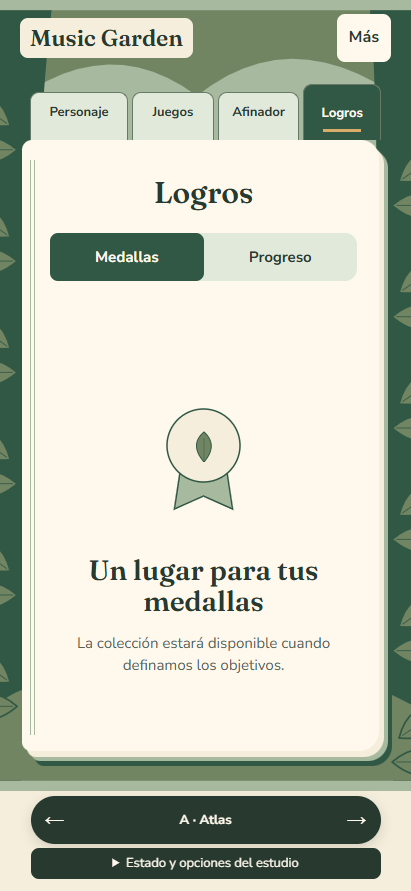 Music Garden
Más
Personaje
Juegos
Afinador
Logros
Logros
Medallas
Progreso
Un lugar para tus
medallas
La colección estará disponible cuando
definamos los objetivos.
← A · Atlas →
▶ Estado y opciones del estudio